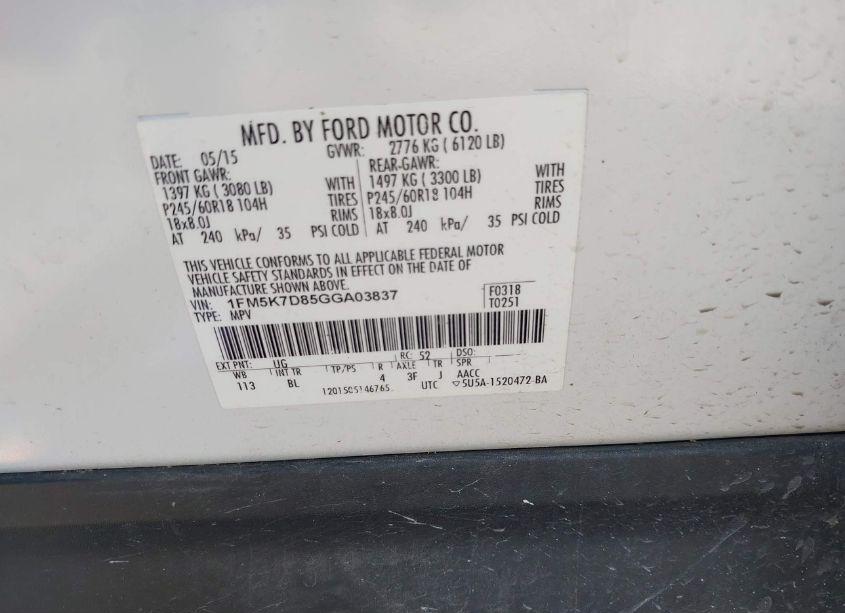 MFD. BY FORD MOTOR CO.
DATE: 05/15 GVWR: 2776 KG ( 6120 LB)
FRONT GAWR: REAR-GAWR:
1397 KG ( 3080 LB) WITH 1497 KG ( 3300 LB) WITH
P245/60R18 104H TIRES P245/60R18 104H TIRES
18x8.0J RIMS 18x8.0J RIMS
AT 240 kPa/ 35 PSI COLD AT 240 kPa/ 35 PSI COLD
THIS VEHICLE CONFORMS TO ALL APPLICABLE FEDERAL MOTOR
VEHICLE SAFETY STANDARDS IN EFFECT ON THE DATE OF
MANUFACTURE SHOWN ABOVE.
VIN: 1FM5K7D85GGA03837 F0318
TYPE: MPV T0251
EXT PNT: UG RC: 52 DSO:
WB INT TR TP/PS R AXLE TR SPR
113 BL 4 3F J AACC
1201505146765 UTC ▽5U5A-1520472-BA